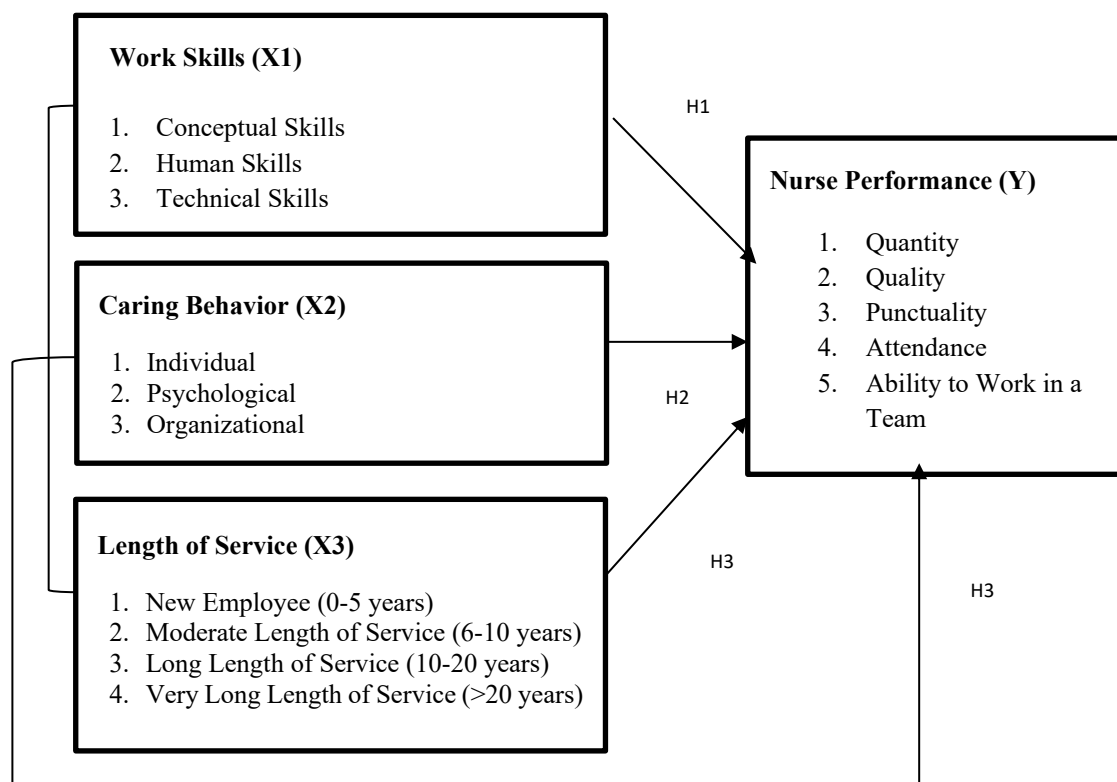 Work Skills (X1)
1. Conceptual Skills
2. Human Skills
3. Technical Skills
H1
Nurse Performance (Y)
1. Quantity
2. Quality
3. Punctuality
4. Attendance
5. Ability to Work in a
Team
Caring Behavior (X2)
1. Individual
2. Psychological
3. Organizational
H2
Length of Service (X3)
1. New Employee (0-5 years)
2. Moderate Length of Service (6-10 years)
3. Long Length of Service (10-20 years)
4. Very Long Length of Service (>20 years)
H3
H3